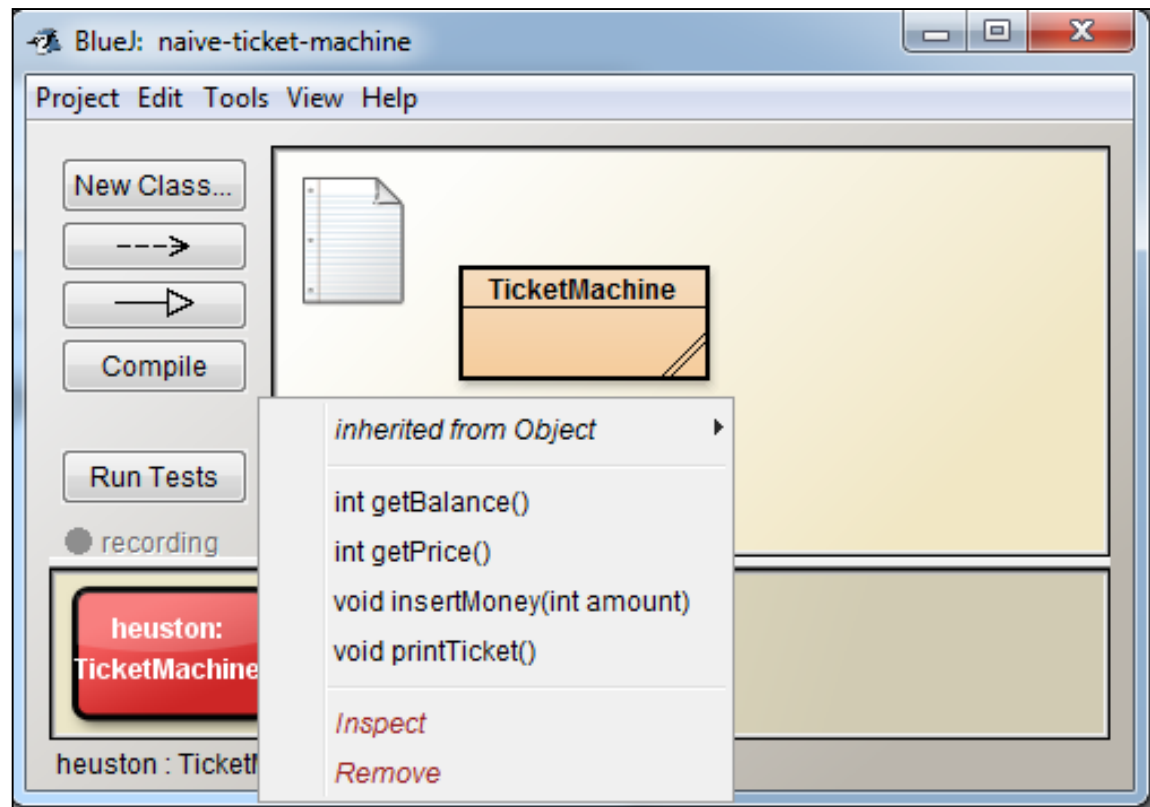 BlueJ: naive-ticket-machine
Project Edit Tools View Help
New Class...
Compile
Run Tests
recording
TicketMachine
inherited from Object
int getBalance()
int getPrice()
void insertMoney(int amount)
void printTicket()
Inspect
Remove
heuston:
TicketMachine
heuston :